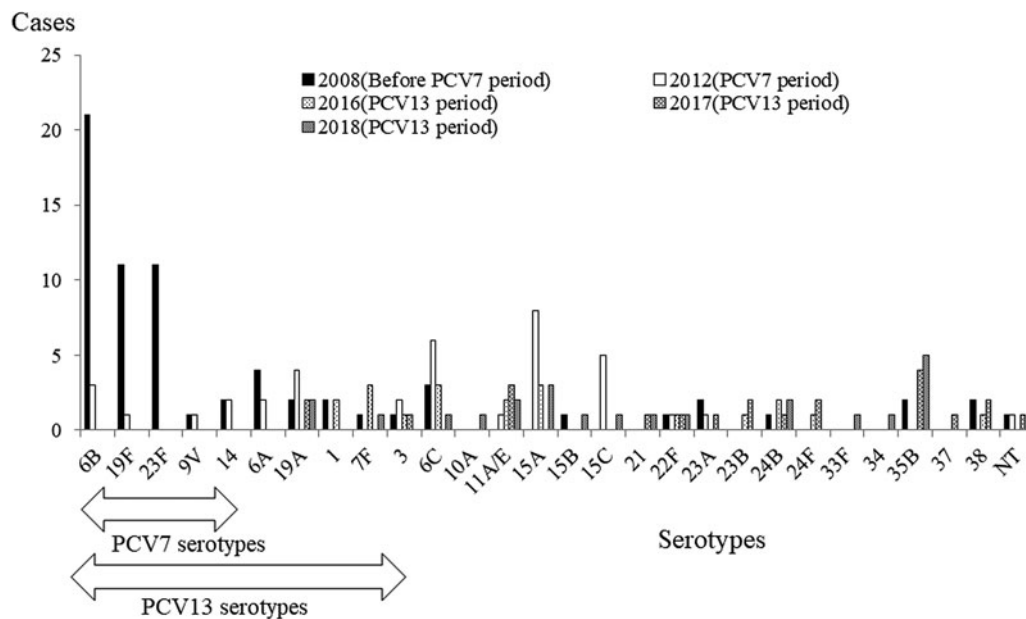 Cases
25
20
15
10
5
0
2008(Before PCV7 period)
2012(PCV7 period)
2016(PCV13 period)
2017(PCV13 period)
2018(PCV13 period)
6B 19F 23F 9V 14 6A 19A 1 7F 3 6C 10A 11A/E 15A 15B 15C 21 22F 23A 23B 24B 24F 33F 34 35B 37 38 NT
PCV7 serotypes
Serotypes
PCV13 serotypes